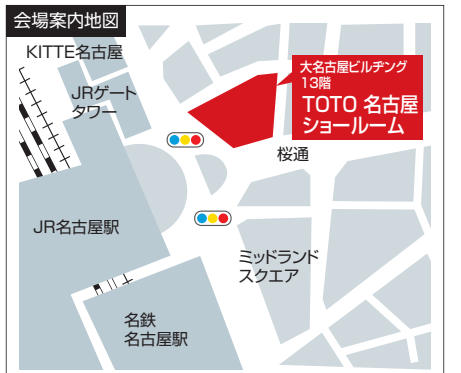 会場案内地図
KITTE名古屋
JRゲート
タワー
大名古屋ビルヂング
13階
TOTO 名古屋
ショールーム
桜通
JR名古屋駅
ミッドランド
スクエア
名鉄
名古屋駅